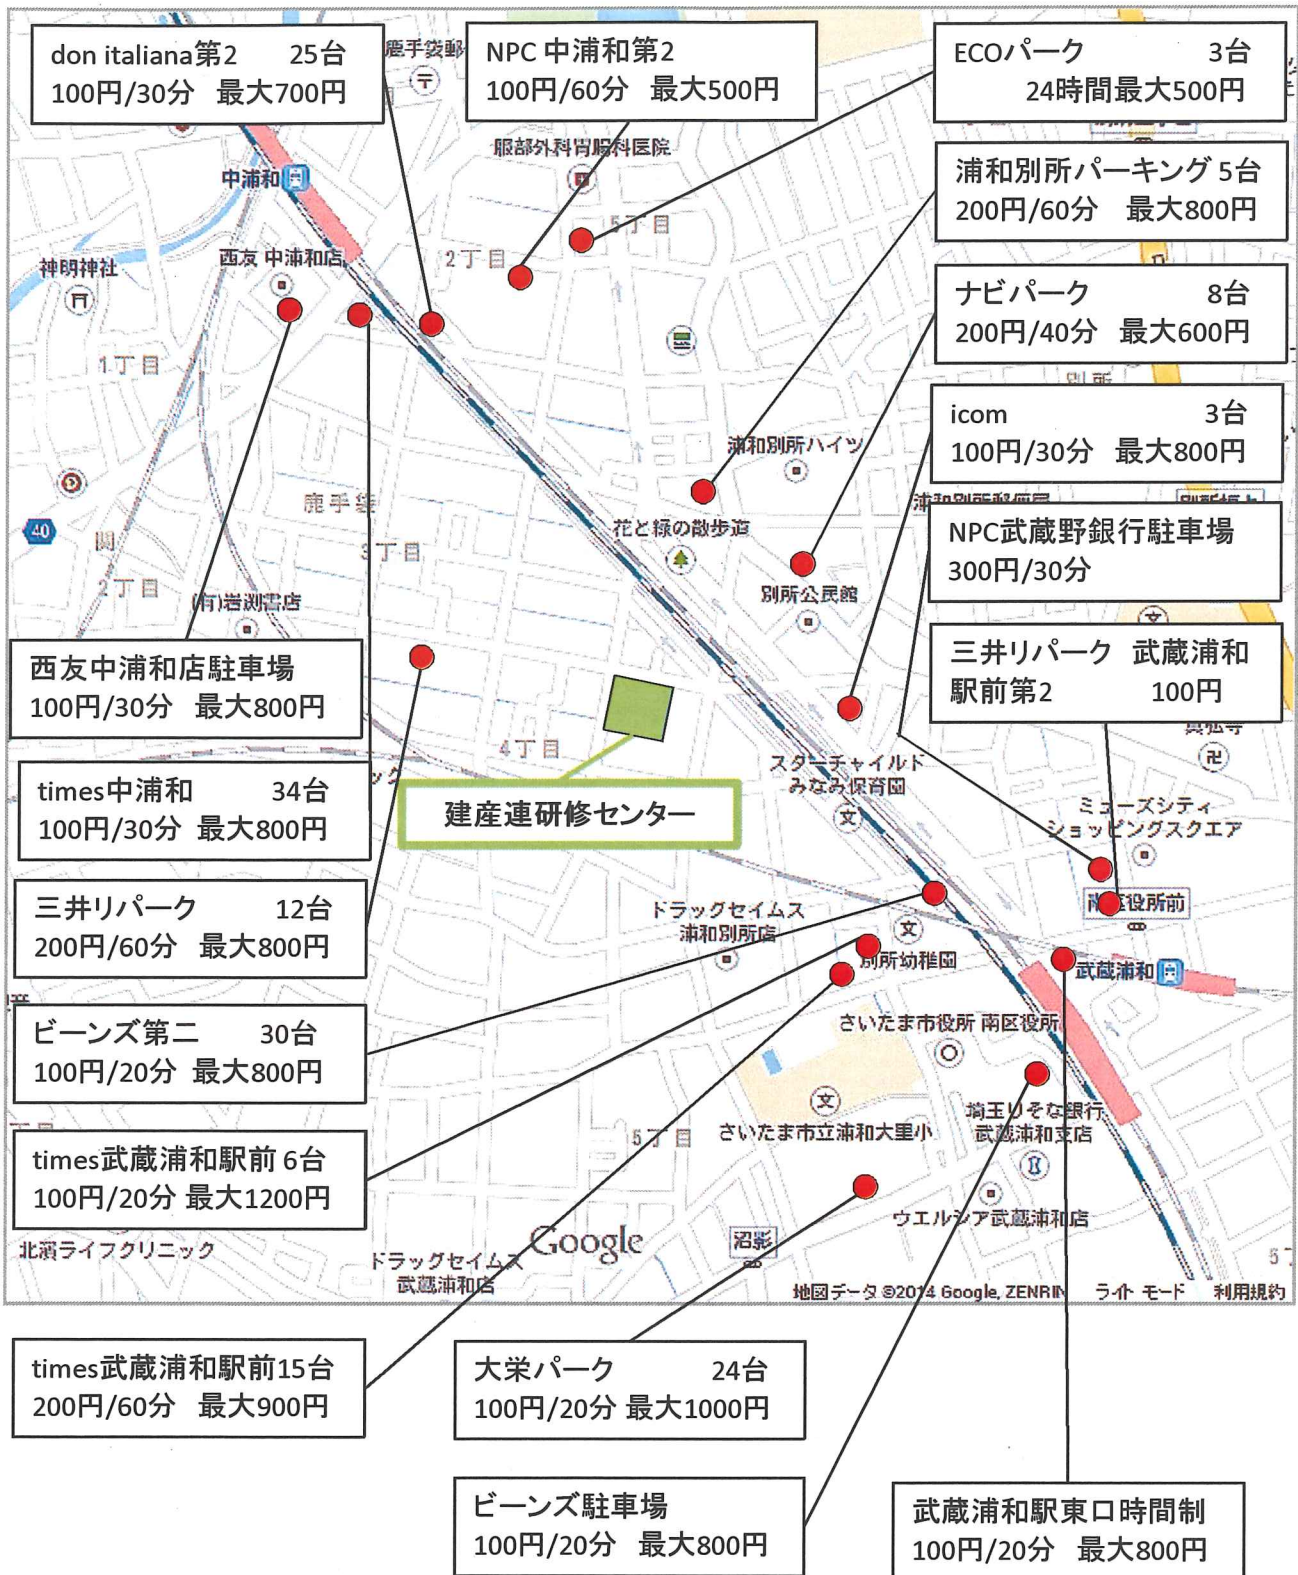 don italiana第2 25台
100円/30分 最大700円
NPC 中浦和第2
100円/60分 最大500円
ECOパーク 3台
24時間最大500円
鹿手袋郵
服部外科胃腸科医院
中浦和
5丁目
2丁目
西友 中浦和店
神明神社
1丁目
浦和別所パーキング 5台
200円/60分 最大800円
ナビパーク 8台
200円/40分 最大600円
別所
icom 3台
100円/30分 最大800円
浦和別所ハイツ
浦和別所郵便局
鹿手袋
花と緑の散歩道
NPC武蔵野銀行駐車場
300円/30分
40
関
3丁目
2丁目
(有)岩渕書店
別所公民館
西友中浦和店駐車場
100円/30分 最大800円
三井リパーク 武蔵浦和
駅前第2 100円
4丁目
スターチャイルド
みなみ保育園
times中浦和 34台
100円/30分 最大800円
建産連研修センター
ミューズシティ
ショッピングスクエア
三井リパーク 12台
200円/60分 最大800円
ドラッグセイムス
浦和別所店
南区役所前
別所幼稚園
武蔵浦和
ビーンズ第二 30台
100円/20分 最大800円
さいたま市役所 南区役所
埼玉りそな銀行
武蔵浦和支店
さいたま市立浦和大里小
5丁目
times武蔵浦和駅前 6台
100円/20分 最大1200円
ウエルシア武蔵浦和店
北濱ライフクリニック
Google
沼影
ドラッグセイムス
武蔵浦和店
地図データ ©2014 Google, ZENRIN ライト モード 利用規約
times武蔵浦和駅前15台
200円/60分 最大900円
大栄パーク 24台
100円/20分 最大1000円
ビーンズ駐車場
100円/20分 最大800円
武蔵浦和駅東口時間制
100円/20分 最大800円